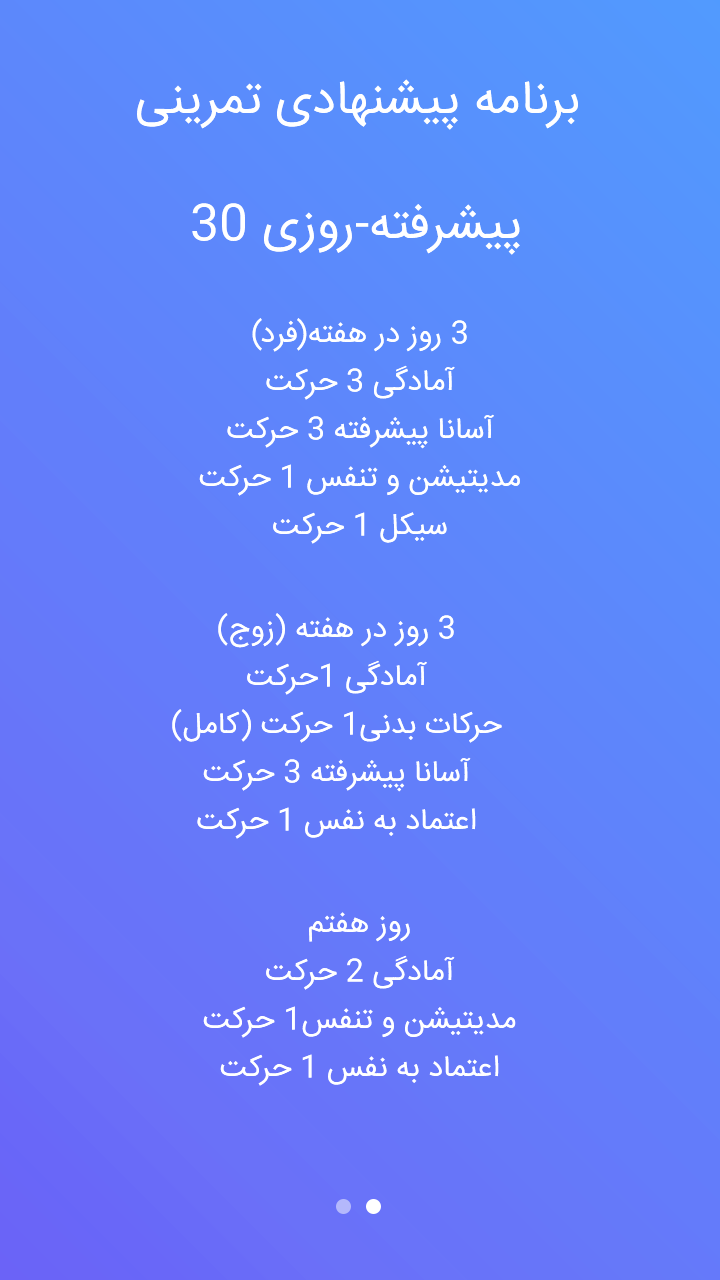 برنامه پیشنهادی تمرینی
پیشرفته-روزی 30
3 روز در هفته(فرد)
آمادگی 3 حرکت
آسانا پیشرفته 3 حرکت
مدیتیشن و تنفس 1 حرکت
سیکل 1 حرکت
3 روز در هفته (زوج)
آمادگی 1حرکت
حرکات بدنی1 حرکت (کامل)
آسانا پیشرفته 3 حرکت
اعتماد به نفس 1 حرکت
روز هفتم
آمادگی 2 حرکت
مدیتیشن و تنفس1 حرکت
اعتماد به نفس 1 حرکت